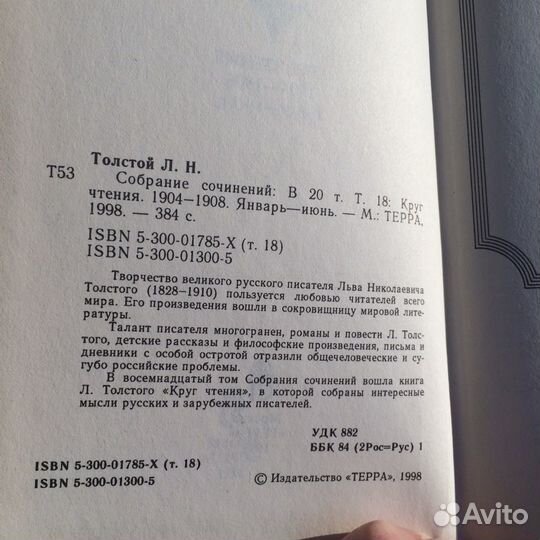 Толстой Л. Н.
Т53
Собрание сочинений: В 20 т. Т. 18: Круг
чтения. 1904—1908. Январь—июнь. — М.: ТЕРРА,
1998. — 384 с.
ISBN 5-300-01785-X (т. 18)
ISBN 5-300-01300-5
Творчество великого русского писателя Льва Николаевича
Толстого (1828—1910) пользуется любовью читателей всего
мира. Его произведения вошли в сокровищницу мировой лите-
ратуры.
Талант писателя многогранен, романы и повести Л. Толс-
того, детские рассказы и философские произведения, письма и
дневники с особой остротой отразили общечеловеческие и су-
губо российские проблемы.
В восемнадцатый том Собрания сочинений вошла книга
Л. Толстого «Круг чтения», в которой собраны интересные
мысли русских и зарубежных писателей.
УДК 882
ББК 84 (2Рос=Рус) 1
ISBN 5-300-01785-X (т. 18)
ISBN 5-300-01300-5
© Издательство «ТЕРРА», 1998
Avito